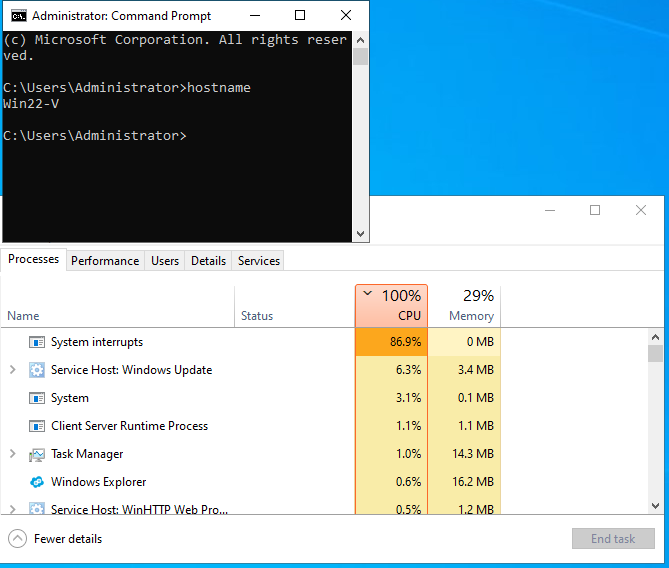 Administrator: Command Prompt
(c) Microsoft Corporation. All rights reser
ved.
C:\Users\Administrator>hostname
Win22-V
C:\Users\Administrator>
Processes Performance Users Details Services
100% 29%
Name Status CPU Memory
System interrupts 86.9% 0 MB
Service Host: Windows Update 6.3% 3.4 MB
System 3.1% 0.1 MB
Client Server Runtime Process 1.1% 1.1 MB
Task Manager 1.0% 14.3 MB
Windows Explorer 0.6% 16.2 MB
Service Host: WinHTTP Web Pro... 0.5% 1.2 MB
Fewer details End task